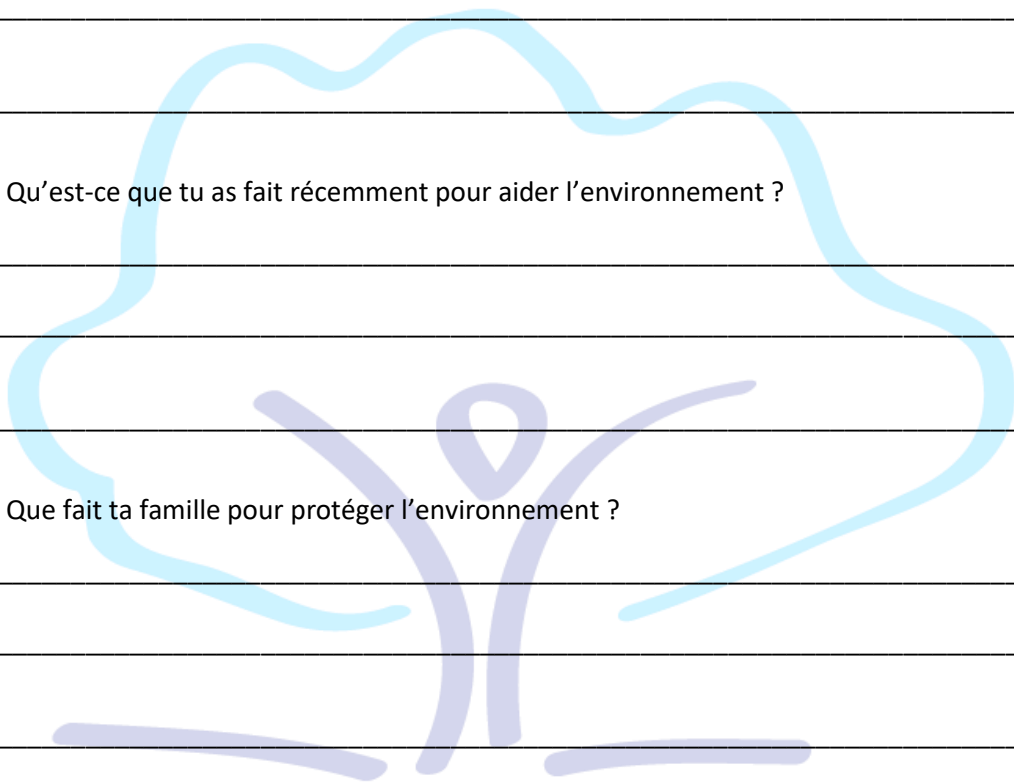 Qu’est-ce que tu as fait récemment pour aider l’environnement ?
Que fait ta famille pour protéger l’environnement ?